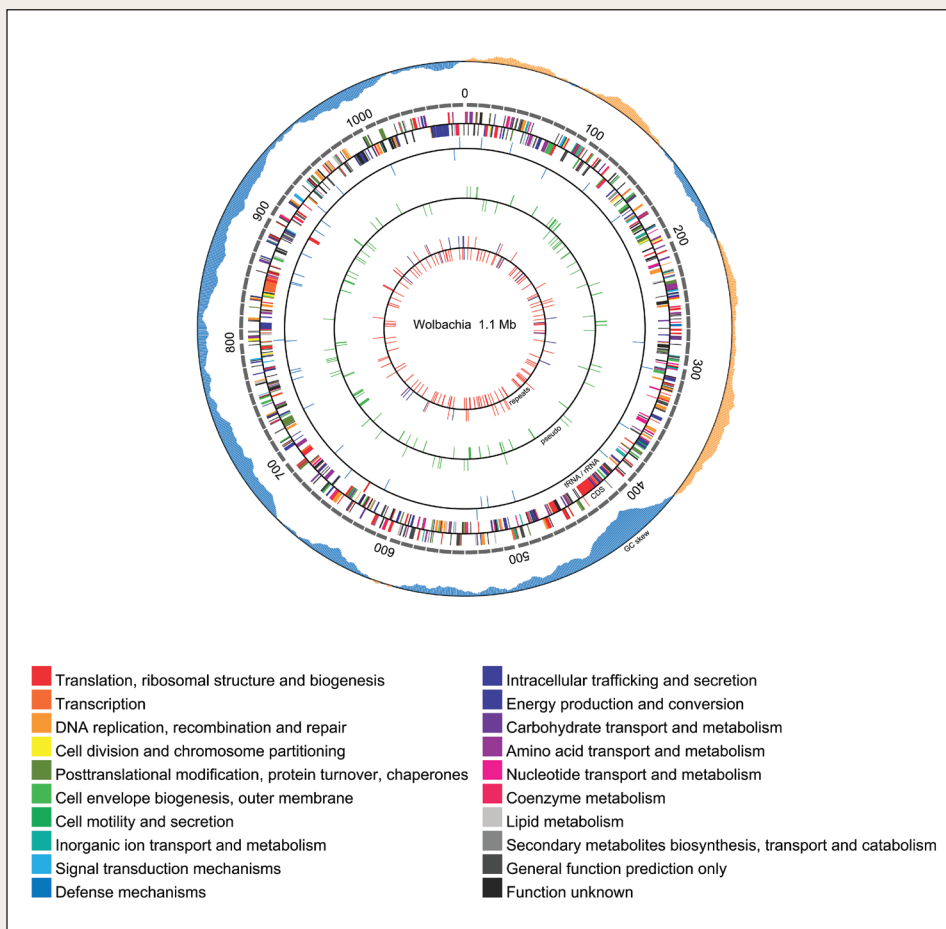 0
100
200
300
400
500
600
700
800
900
1000
Wolbachia 1.1 Mb
repeats
pseudo
tRNA / rRNA
CDS
GC skew
Translation, ribosomal structure and biogenesis
Transcription
DNA replication, recombination and repair
Cell division and chromosome partitioning
Posttranslational modification, protein turnover, chaperones
Cell envelope biogenesis, outer membrane
Cell motility and secretion
Inorganic ion transport and metabolism
Signal transduction mechanisms
Defense mechanisms
Intracellular trafficking and secretion
Energy production and conversion
Carbohydrate transport and metabolism
Amino acid transport and metabolism
Nucleotide transport and metabolism
Coenzyme metabolism
Lipid metabolism
Secondary metabolites biosynthesis, transport and catabolism
General function prediction only
Function unknown